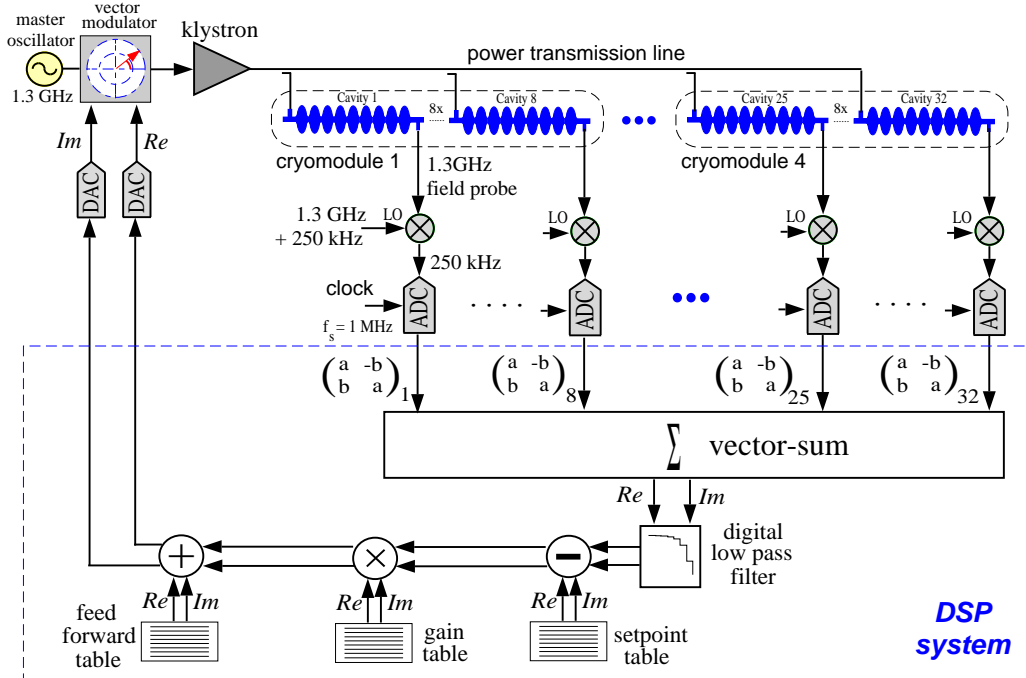 master
oscillator
vector
modulator
klystron
1.3 GHz
power transmission line
Cavity 1
8x
Cavity 8
Cavity 25
8x
Cavity 32
cryomodule 1
cryomodule 4
Im
Re
DAC
DAC
1.3GHz
field probe
LO
LO
LO
LO
1.3 GHz
+ 250 kHz
250 kHz
clock
f_s = 1 MHz
ADC
ADC
ADC
ADC
(a -b
b a)1
(a -b
b a)8
(a -b
b a)25
(a -b
b a)32
Σ vector-sum
Re Im
digital
low pass
filter
Re Im
Re Im
Re Im
feed
forward
table
gain
table
setpoint
table
DSP
system